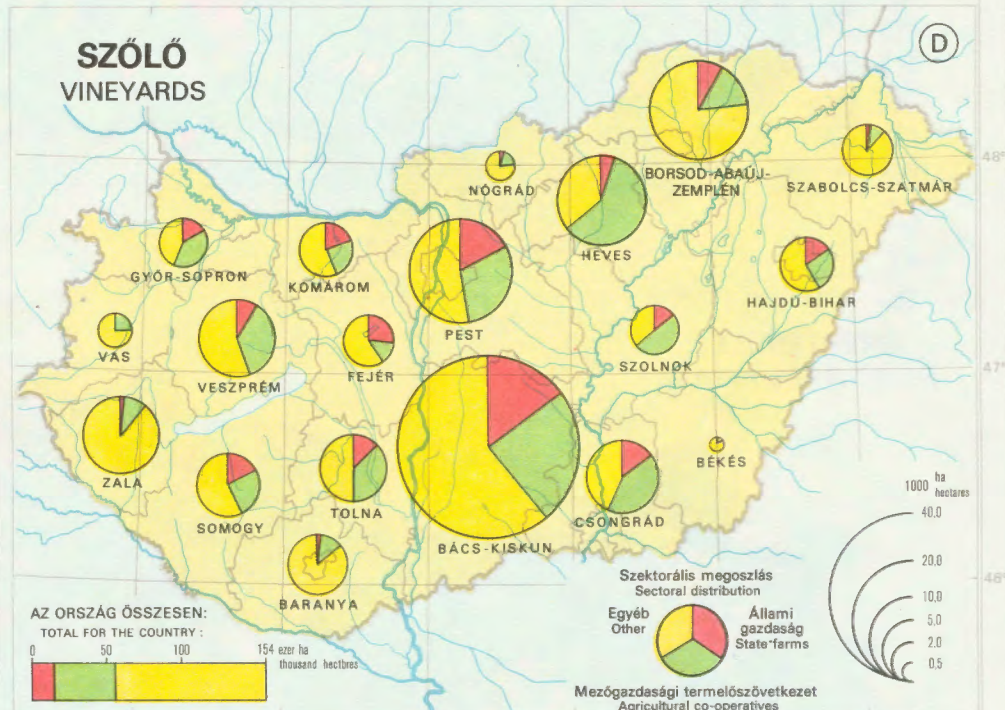 SZŐLŐ
VINEYARDS
D
NÓGRÁD
BORSOD-ABAÚJ-
ZEMPLÉN
SZABOLCS-SZATMÁR
48°
GYŐR-SOPRON
KOMÁROM
HEVES
HAJDÚ-BIHAR
PEST
VAS
VESZPRÉM
FEJÉR
SZOLNOK
47°
ZALA
SOMOGY
TOLNA
BÁCS-KISKUN
CSONGRÁD
BÉKÉS
BARANYA
48°
AZ ORSZÁG ÖSSZESEN:
TOTAL FOR THE COUNTRY :
0 50 100 154 ezer ha
thousand hectbres
Szektorális megoszlás
Sectoral distribution
Egyéb
Other
Állami
gazdaság
State farms
Mezőgazdasági termelőszövetkezet
Agricultural co-operatives
1000 ha
hectares
40,0
20,0
10,0
5,0
2,0
0,5